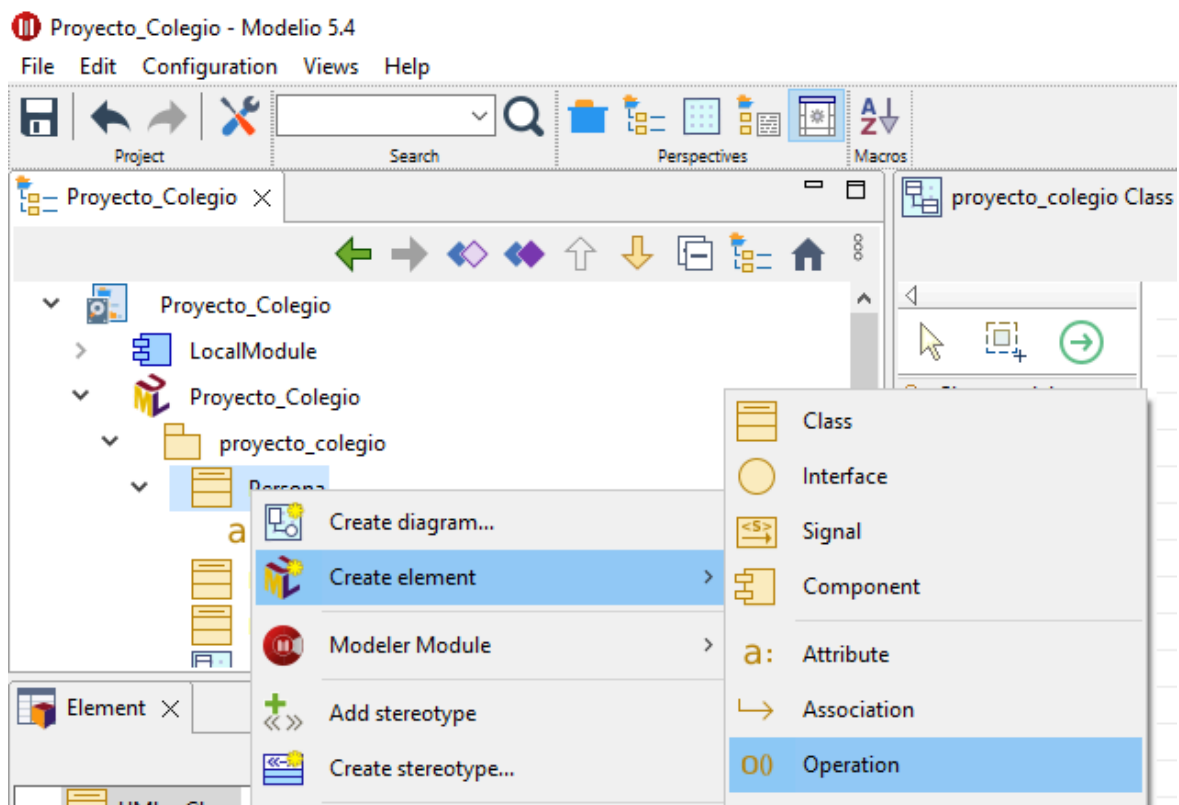 Proyecto_Colegio - Modelio 5.4
File Edit Configuration Views Help
Project Search Perspectives Macros
A
Z
Proyecto_Colegio
proyecto_colegio Class
Proyecto_Colegio
LocalModule
Proyecto_Colegio
proyecto_colegio
Persona
a
Create diagram...
Create element
Modeler Module
Add stereotype
Create stereotype...
Class
Interface
<S> Signal
Component
a: Attribute
Association
O() Operation
Element